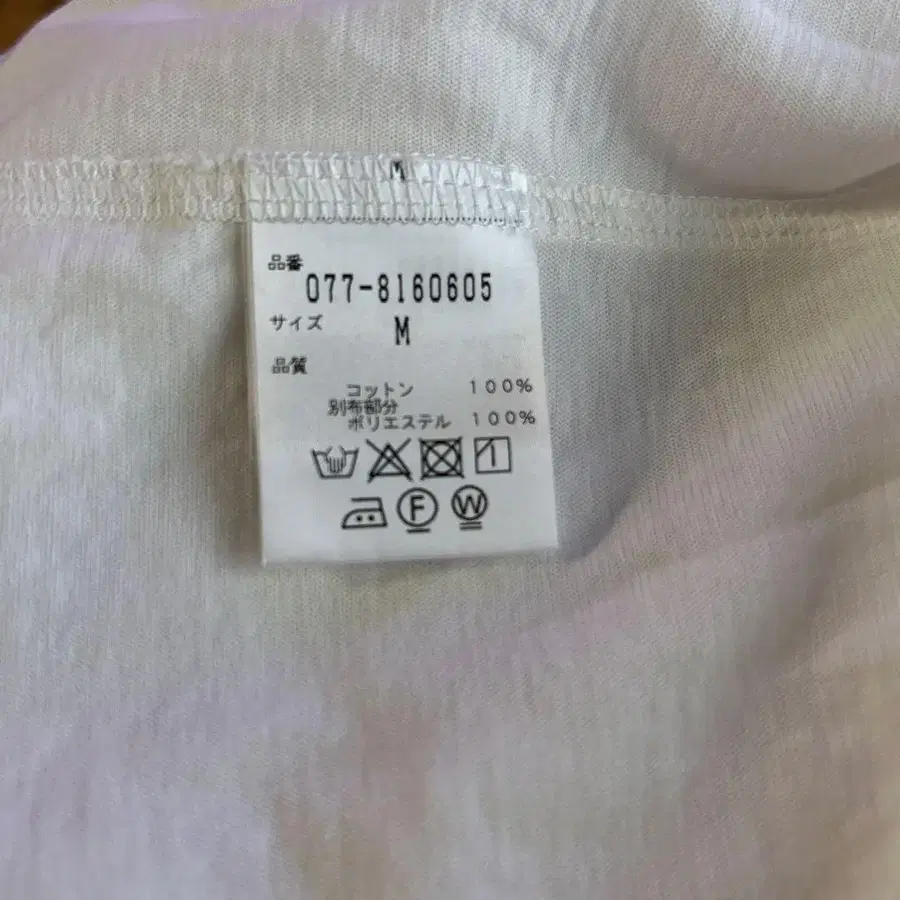 M
品番
077-8160605
サイズ
M
品質
コットン 100%
別布部分
ポリエステル 100%
F W